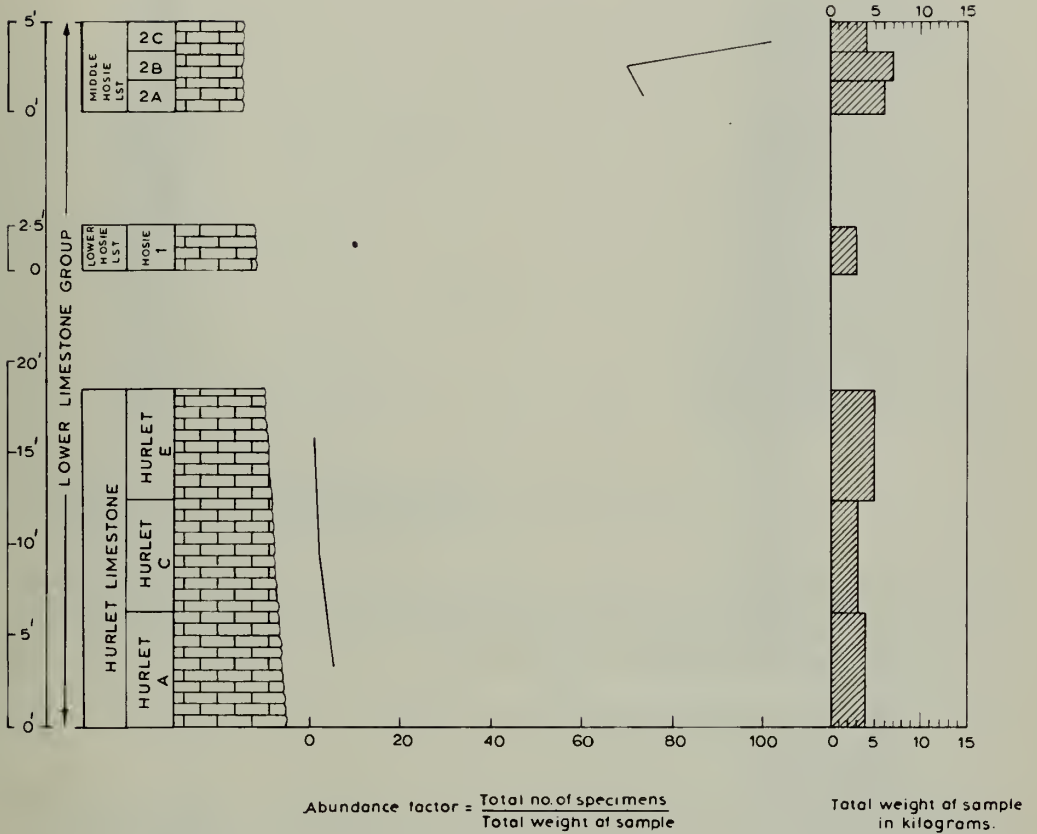 0 5 10 15
5'
MIDDLE HOSIE LST
2C
2B
2A
0'
2·5'
LOWER HOSIE LST
HOSIE 1
0
LOWER LIMESTONE GROUP
20'
15'
10'
5'
0'
HURLET LIMESTONE
HURLET E
HURLET C
HURLET A
0 20 40 60 80 100
0 5 10 15
Abundance factor = Total no. of specimens
Total weight of sample
Total weight of sample
in kilograms.